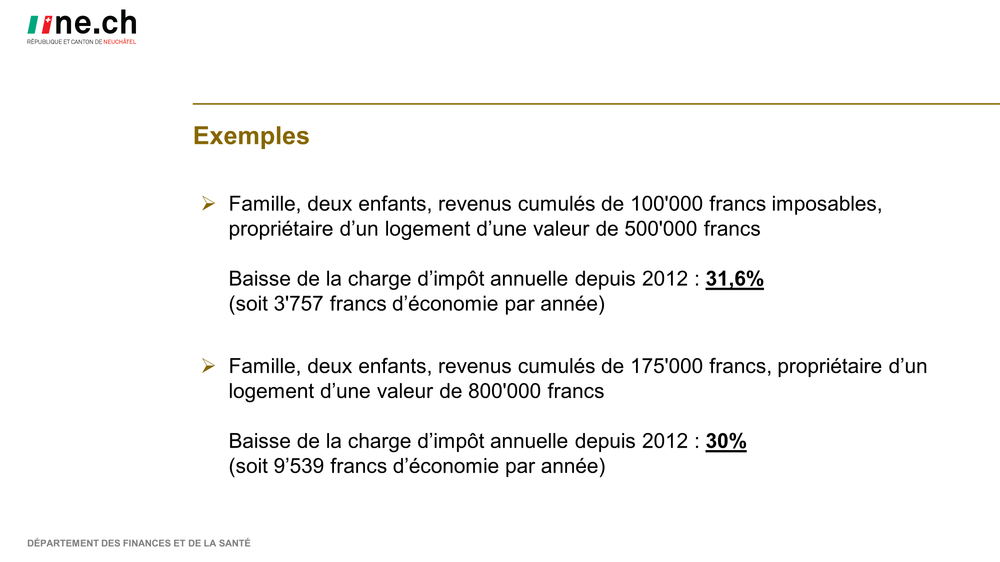 ne.ch
RÉPUBLIQUE ET CANTON DE NEUCHÂTEL
Exemples
Famille, deux enfants, revenus cumulés de 100'000 francs imposables,
propriétaire d’un logement d’une valeur de 500'000 francs
Baisse de la charge d’impôt annuelle depuis 2012 : 31,6%
(soit 3'757 francs d’économie par année)
Famille, deux enfants, revenus cumulés de 175'000 francs, propriétaire d’un
logement d’une valeur de 800'000 francs
Baisse de la charge d’impôt annuelle depuis 2012 : 30%
(soit 9’539 francs d’économie par année)
DÉPARTEMENT DES FINANCES ET DE LA SANTÉ